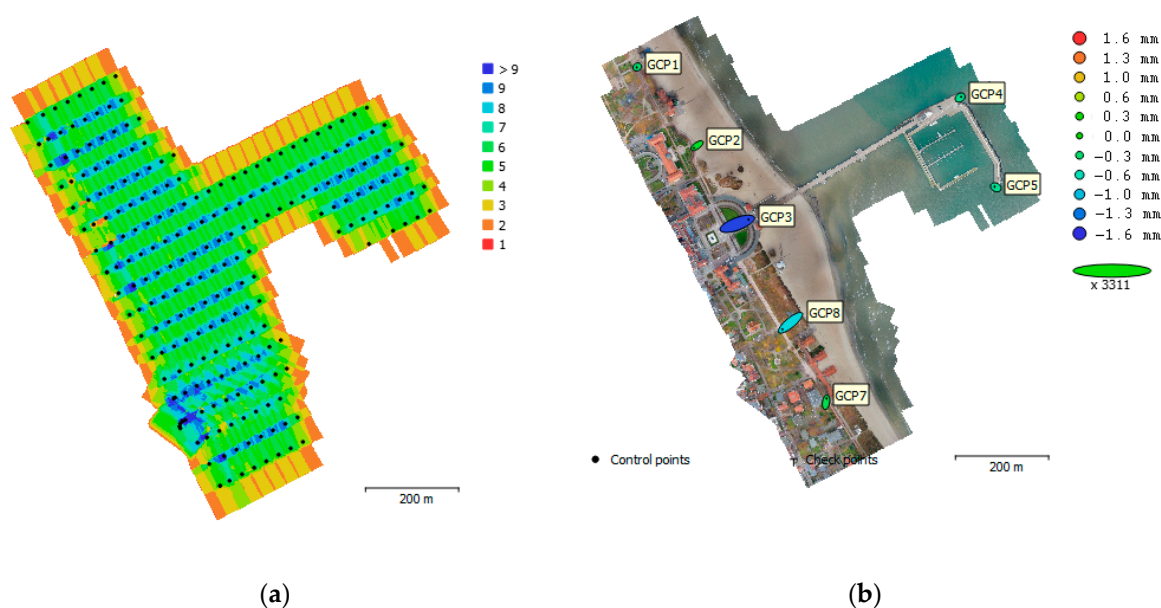 > 9
9
8
7
6
5
4
3
2
1
200 m
(a)
GCP1
GCP2
GCP3
GCP4
GCP5
GCP8
GCP7
1.6 mm
1.3 mm
1.0 mm
0.6 mm
0.3 mm
0.0 mm
-0.3 mm
-0.6 mm
-1.0 mm
-1.3 mm
-1.6 mm
x 3311
Control points
Check points
200 m
(b)